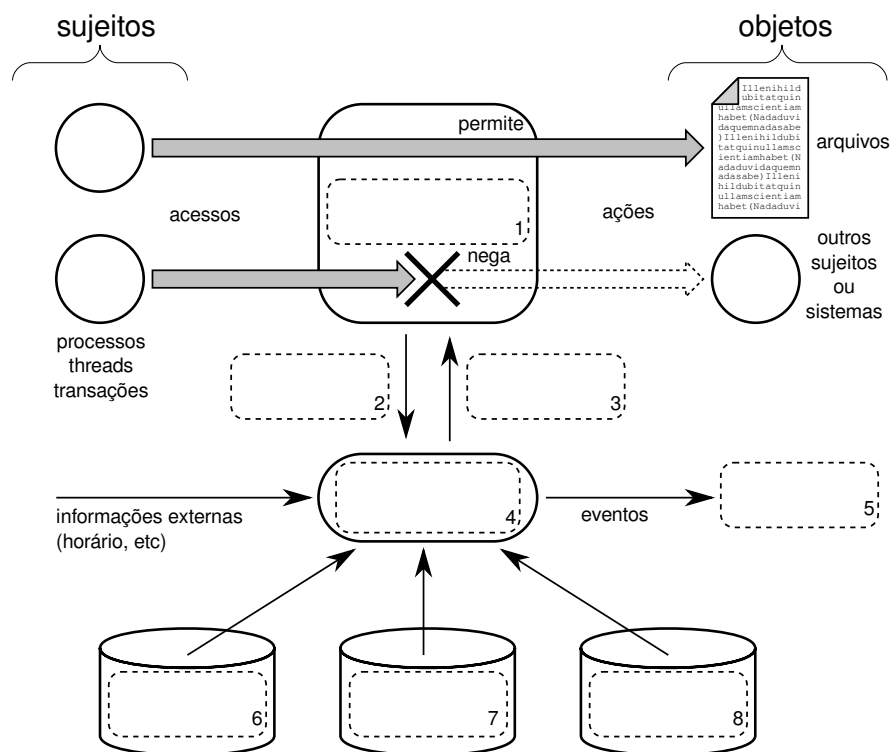 sujeitos
objetos
permite
Illenihild
ubitatquin
ullamscientiam
habet(Nadaduvi
daquemnadasabe
)Illenihildubi
tatquinullamsc
ientiamhabet(N
adaduvidaquemn
adasabe)Illeni
hildubitatquin
ullamscientiam
habet(Nadaduvi
arquivos
acessos
1
ações
nega
outros
sujeitos
ou
sistemas
processos
threads
transações
2
3
informações externas
(horário, etc)
4
eventos
5
6
7
8